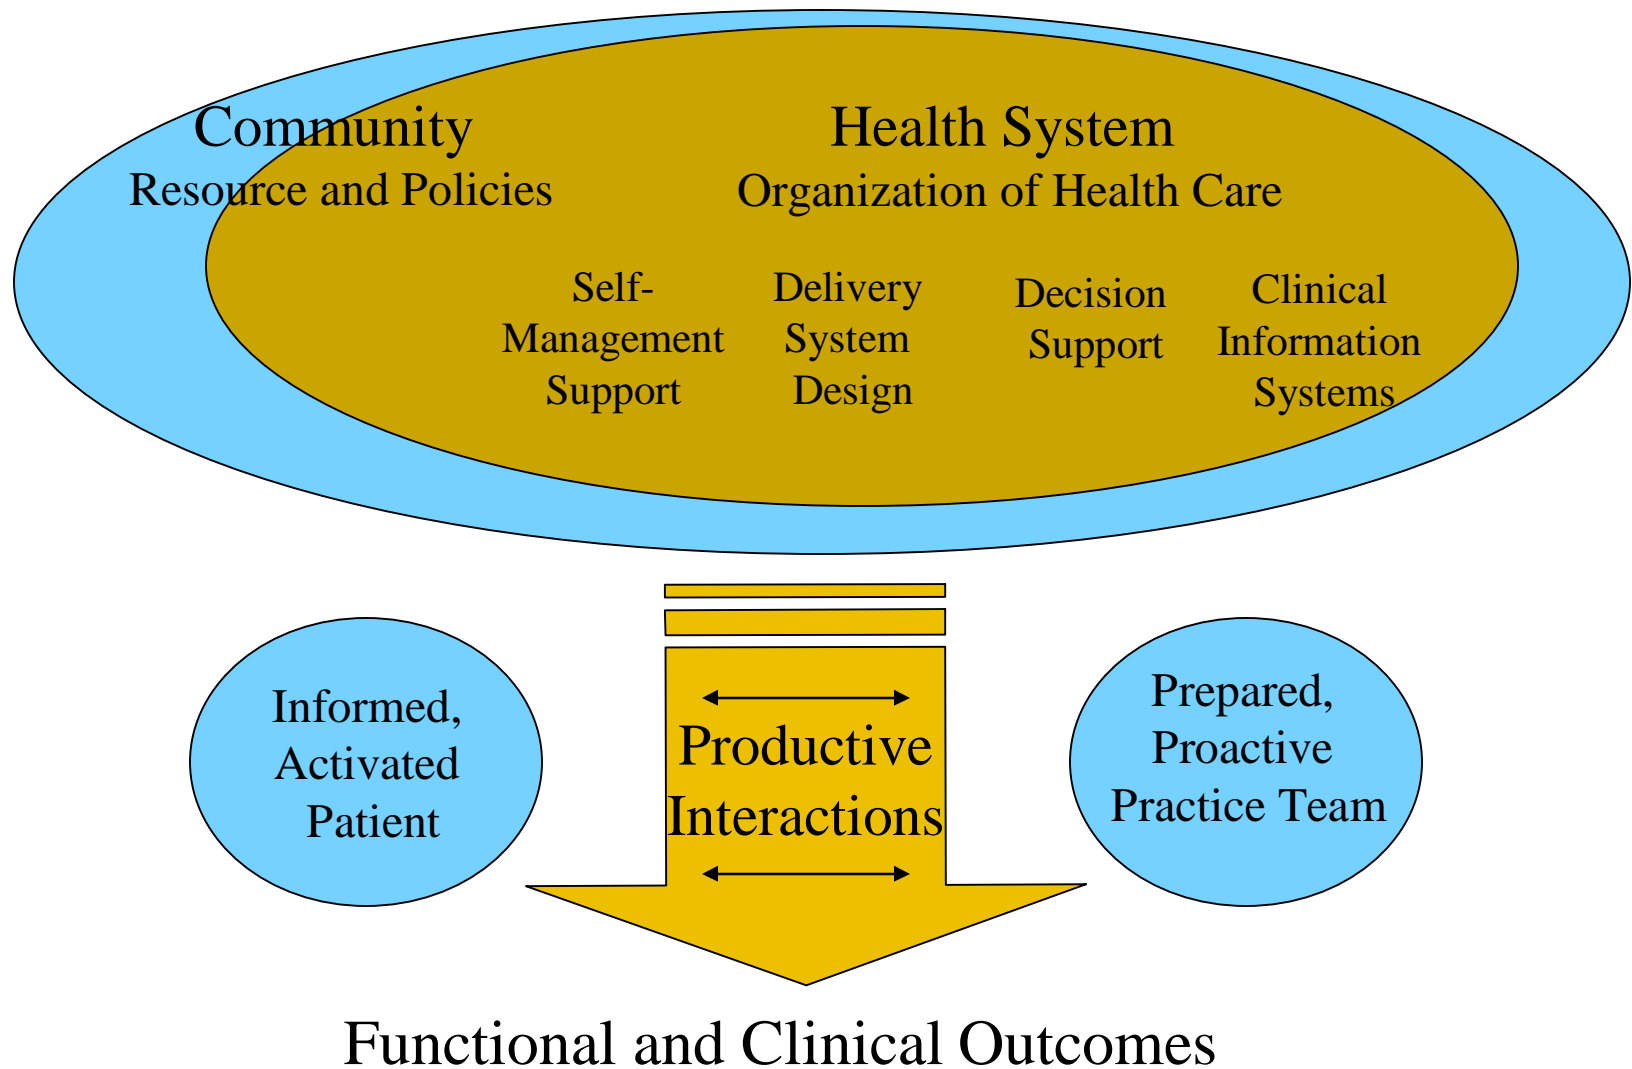 Community
Resource and Policies
Health System
Organization of Health Care
Self-
Management
Support
Delivery
System
Design
Decision
Support
Clinical
Information
Systems
Informed,
Activated
Patient
Productive
Interactions
Prepared,
Proactive
Practice Team
Functional and Clinical Outcomes